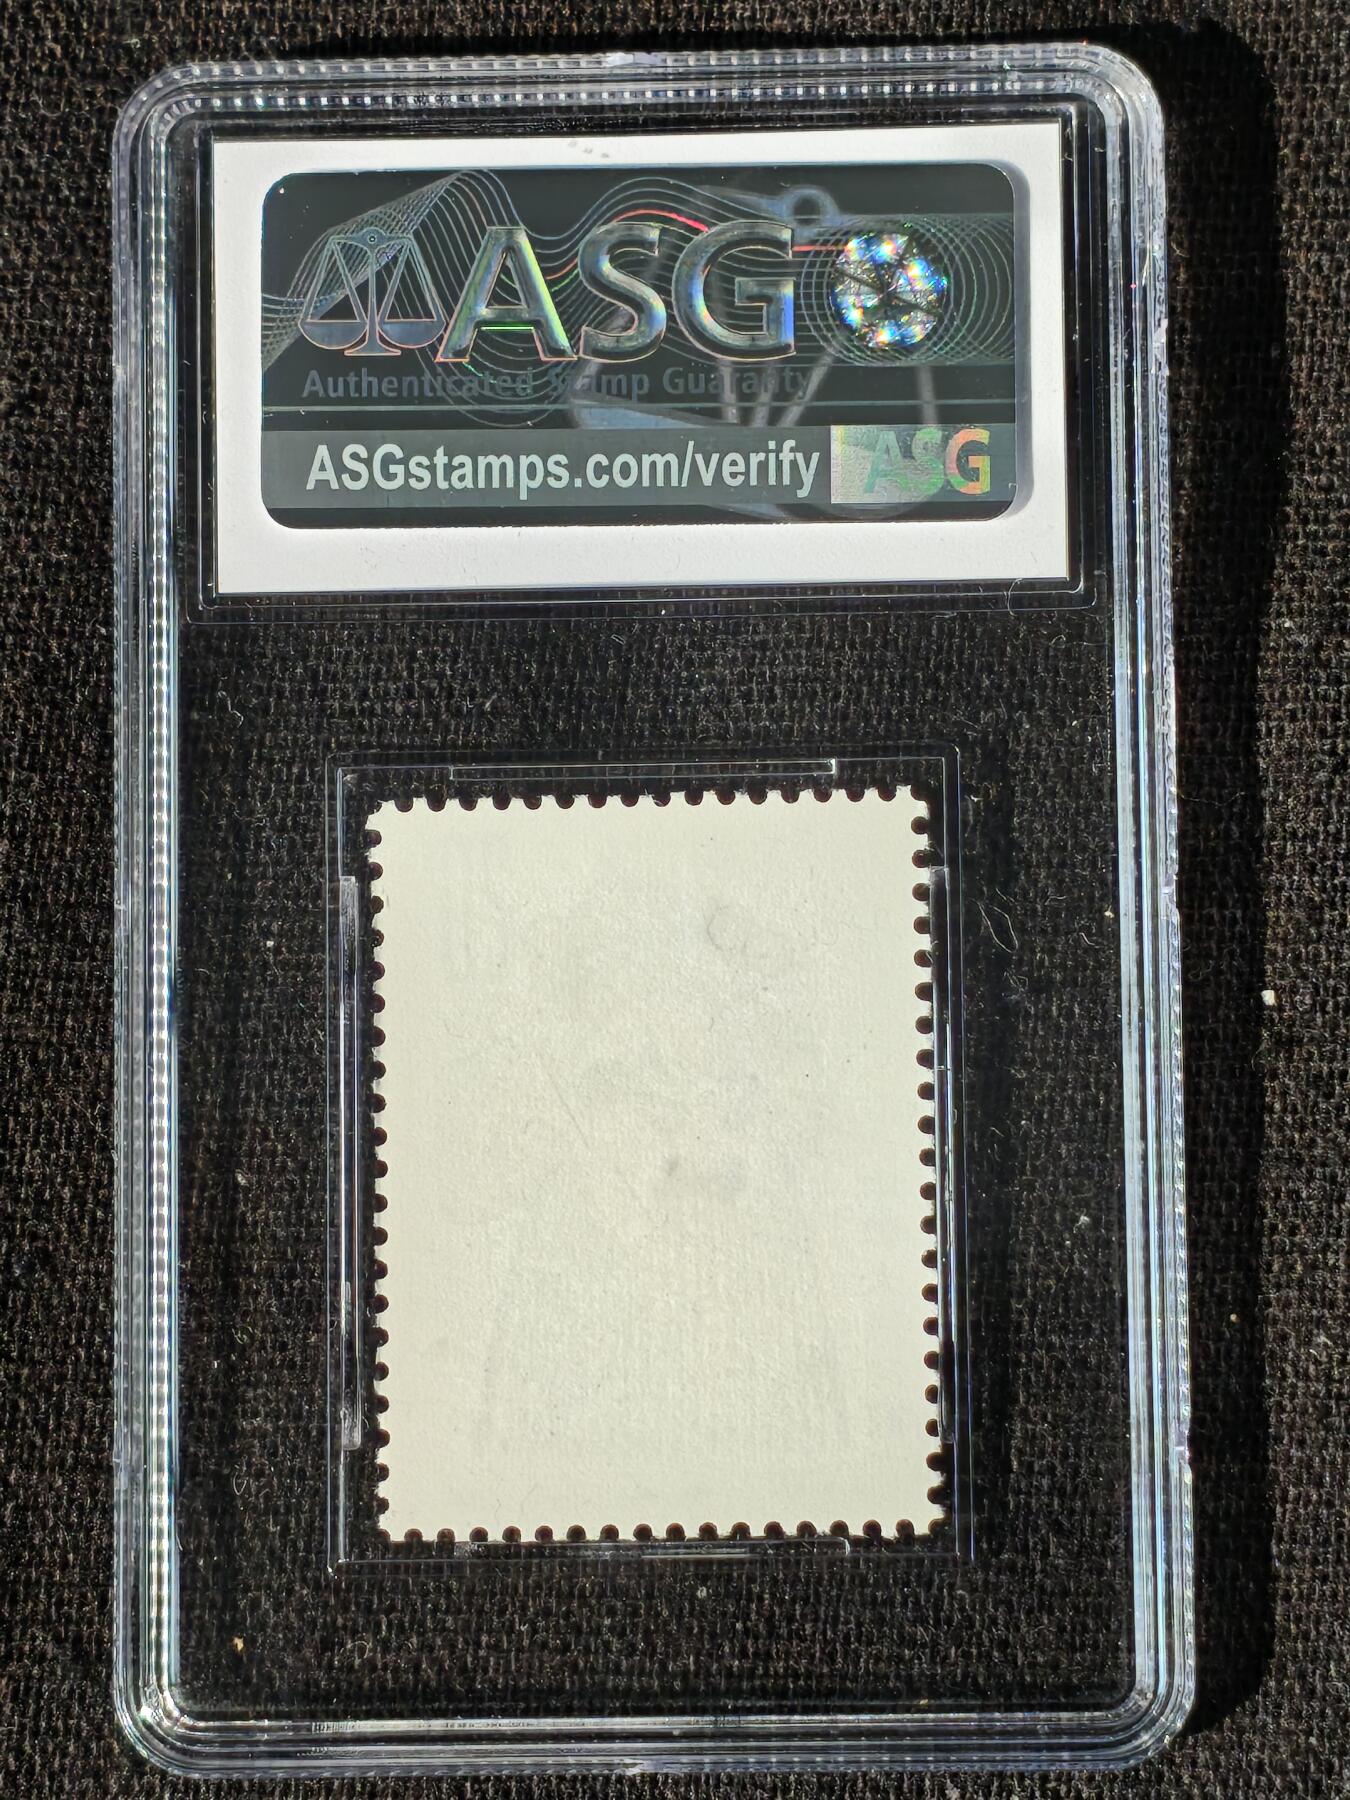 ASG
Authenticated Stamp Guaranty
ASGstamps.com/verify ASG